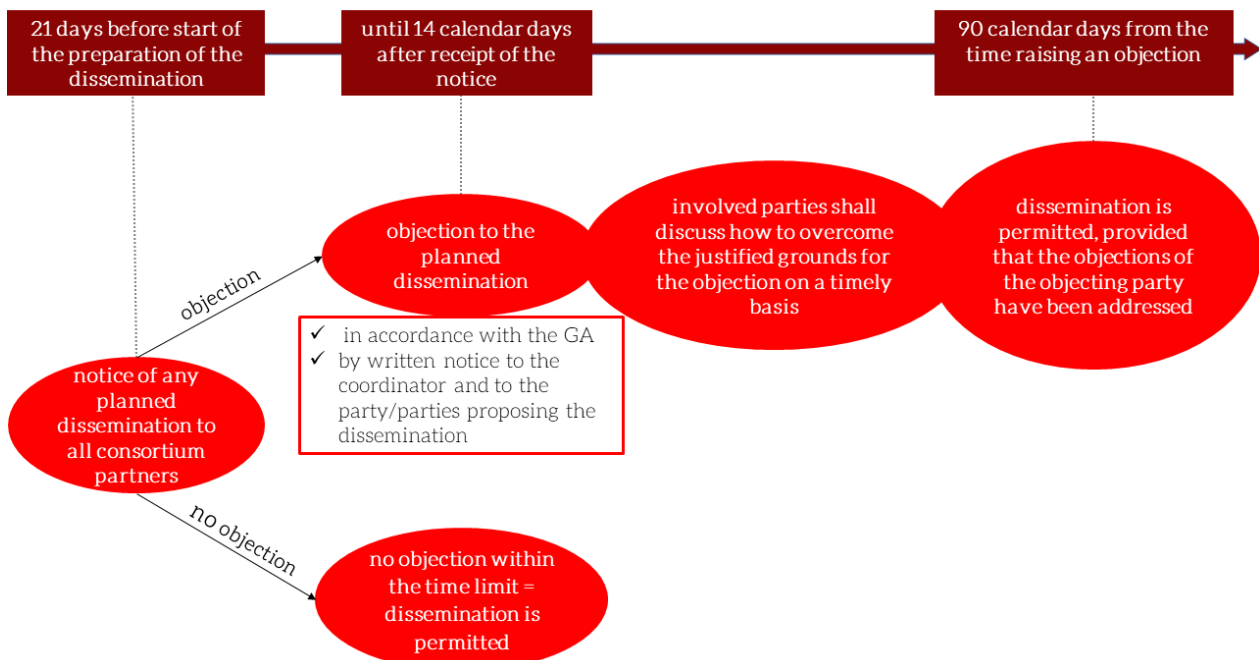 21 days before start of
the preparation of the
dissemination
until 14 calendar days
after receipt of the
notice
90 calendar days from the
time raising an objection
objection to the
planned
dissemination
involved parties shall
discuss how to overcome
the justified grounds for
the objection on a timely
basis
dissemination is
permitted, provided
that the objections of
the objecting party
have been addressed
objection
✓ in accordance with the GA
✓ by written notice to the
coordinator and to the
party/parties proposing the
dissemination
notice of any
planned
dissemination to
all consortium
partners
no objection
no objection within
the time limit =
dissemination is
permitted